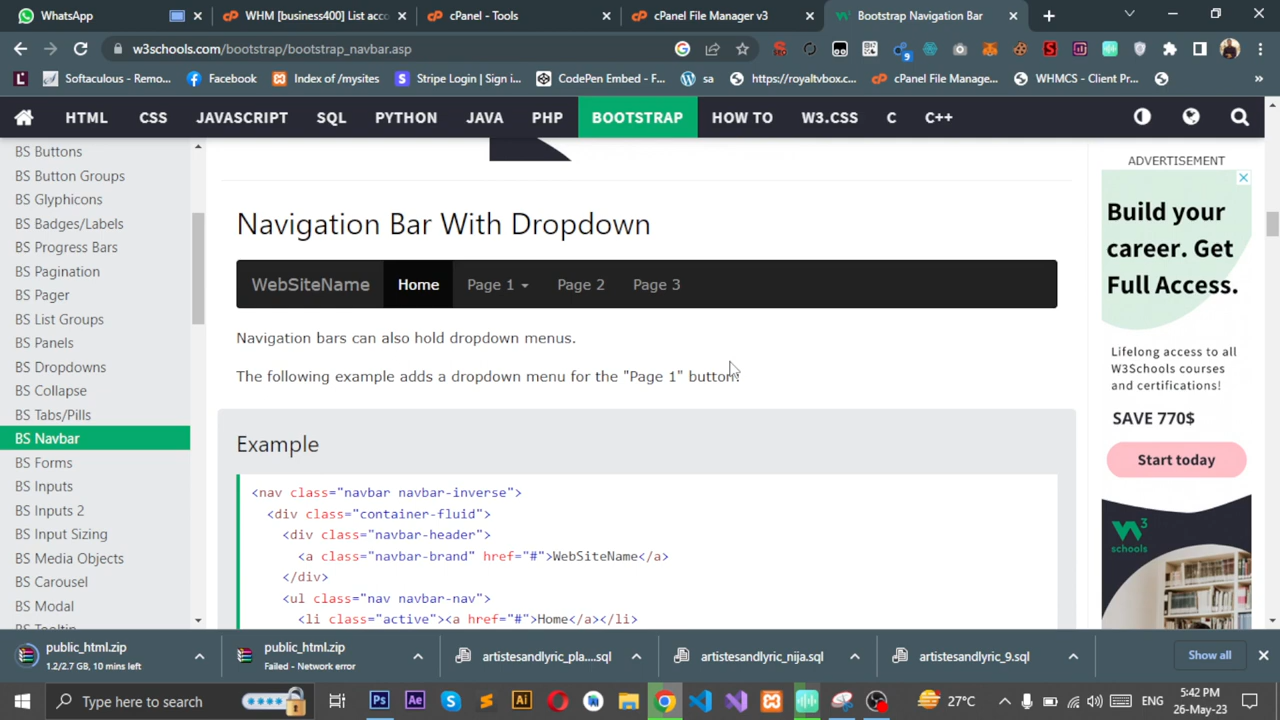 WhatsApp
WHM [business400] List acco
cPanel - Tools
cPanel File Manager v3
Bootstrap Navigation Bar
w3schools.com/bootstrap/bootstrap_navbar.asp
Softaculous - Remo...
Facebook
Index of /mysites
Stripe Login | Sign i...
CodePen Embed - F...
sa
https://royaltvbox.c...
cPanel File Manage...
WHMCS - Client Pr...
»
HTML
CSS
JAVASCRIPT
SQL
PYTHON
JAVA
PHP
BOOTSTRAP
HOW TO
W3.CSS
C
C++
BS Buttons
BS Button Groups
BS Glyphicons
BS Badges/Labels
BS Progress Bars
BS Pagination
BS Pager
BS List Groups
BS Panels
BS Dropdowns
BS Collapse
BS Tabs/Pills
BS Navbar
BS Forms
BS Inputs
BS Inputs 2
BS Input Sizing
BS Media Objects
BS Carousel
BS Modal
Navigation Bar With Dropdown
WebSiteName
Home
Page 1
Page 2
Page 3
Navigation bars can also hold dropdown menus.
The following example adds a dropdown menu for the "Page 1" button:
Example
<nav class="navbar navbar-inverse">
<div class="container-fluid">
<div class="navbar-header">
<a class="navbar-brand" href="#">WebSiteName</a>
</div>
<ul class="nav navbar-nav">
<li class="active"><a href="#">Home</a></li>
ADVERTISEMENT
Build your
career. Get
Full Access.
Lifelong access to all
W3Schools courses
and certifications!
SAVE 770$
Start today
W3
schools
public_html.zip
1.2/2.7 GB, 10 mins left
public_html.zip
Failed - Network error
artistesandlyric_pla....sql
artistesandlyric_nija.sql
artistesandlyric_9.sql
Show all
Type here to search
Ps
Ae
Ai
27°C
ENG
5:42 PM
26-May-23